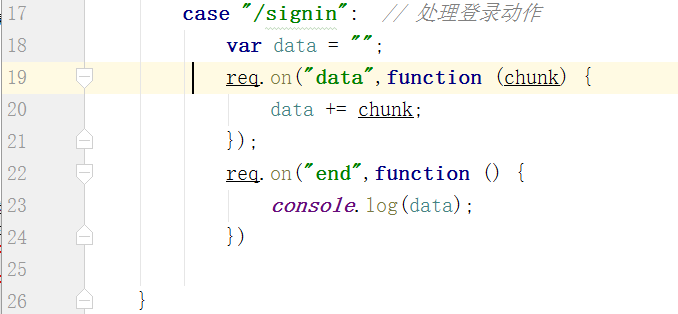 17 case "/signin": // 处理登录动作
18 var data = "";
19 req.on("data",function (chunk) {
20 data += chunk;
21 });
22 req.on("end",function () {
23 console.log(data);
24 })
25
26 }